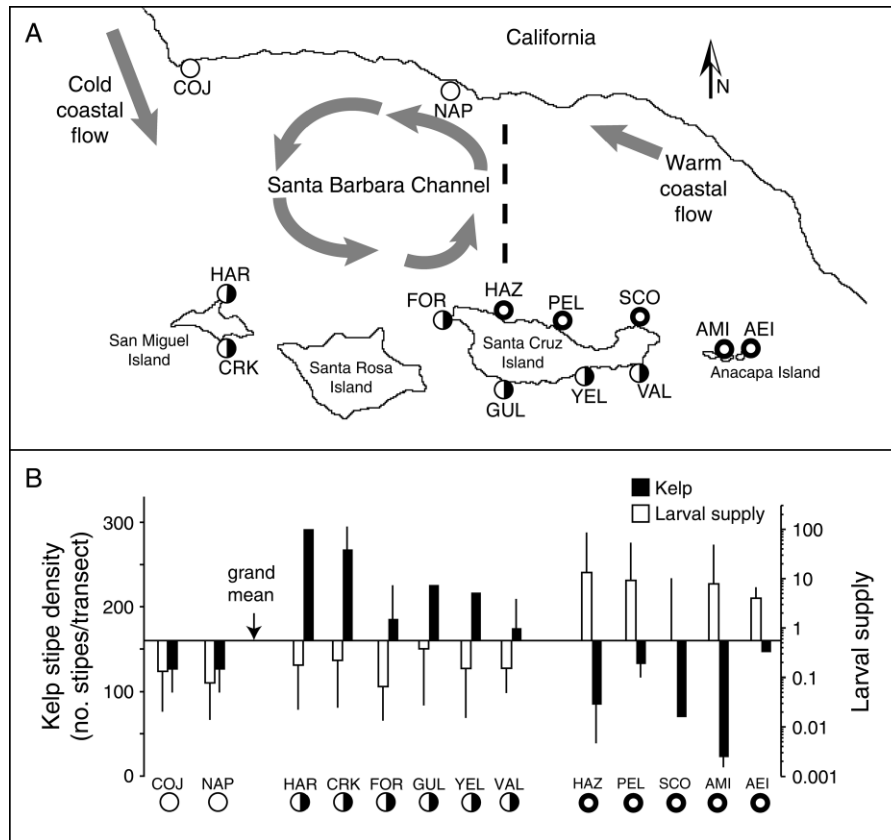 A
California
COJ
NAP
N
Cold
coastal
flow
Santa Barbara Channel
Warm
coastal
flow
HAR
FOR
HAZ
PEL
SCO
San Miguel
Island
CRK
Santa Rosa
Island
Santa Cruz
Island
AMI
AEI
Anacapa Island
GUL
YEL
VAL
B
Kelp
Larval supply
Kelp stipe density
(no. stipes/transect)
300
200
100
0
grand
mean
Larval supply
100
10
1
0.1
0.01
0.001
COJ NAP HAR CRK FOR GUL YEL VAL HAZ PEL SCO AMI AEI